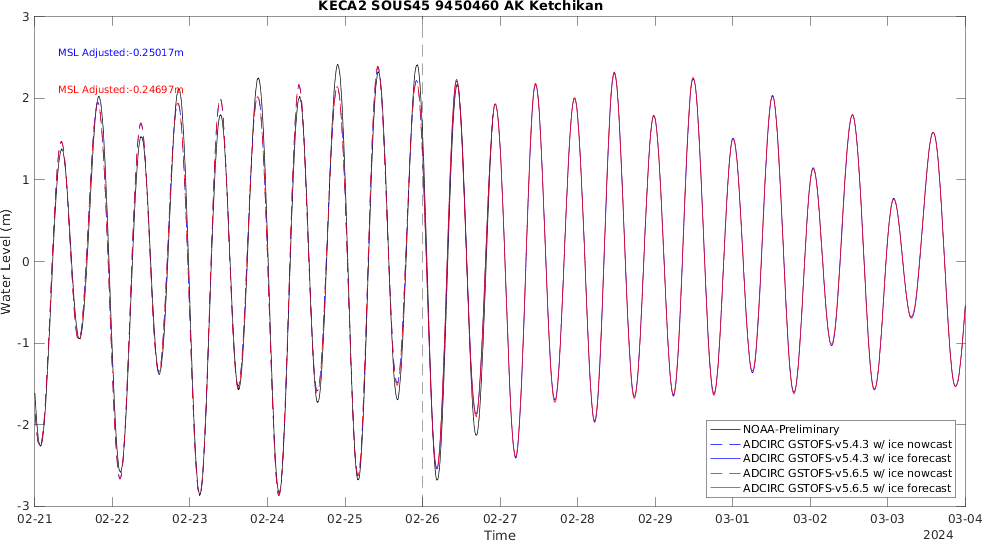 KECA2 SOUS45 9450460 AK Ketchikan
3
MSL Adjusted:-0.25017m
MSL Adjusted:-0.24697m
2
1
0
-1
-2
-3
Water Level (m)
NOAA-Preliminary
ADCIRC GSTOFS-v5.4.3 w/ ice nowcast
ADCIRC GSTOFS-v5.4.3 w/ ice forecast
ADCIRC GSTOFS-v5.6.5 w/ ice nowcast
ADCIRC GSTOFS-v5.6.5 w/ ice forecast
02-21 02-22 02-23 02-24 02-25 02-26 02-27 02-28 02-29 03-01 03-02 03-03 03-04
Time
2024